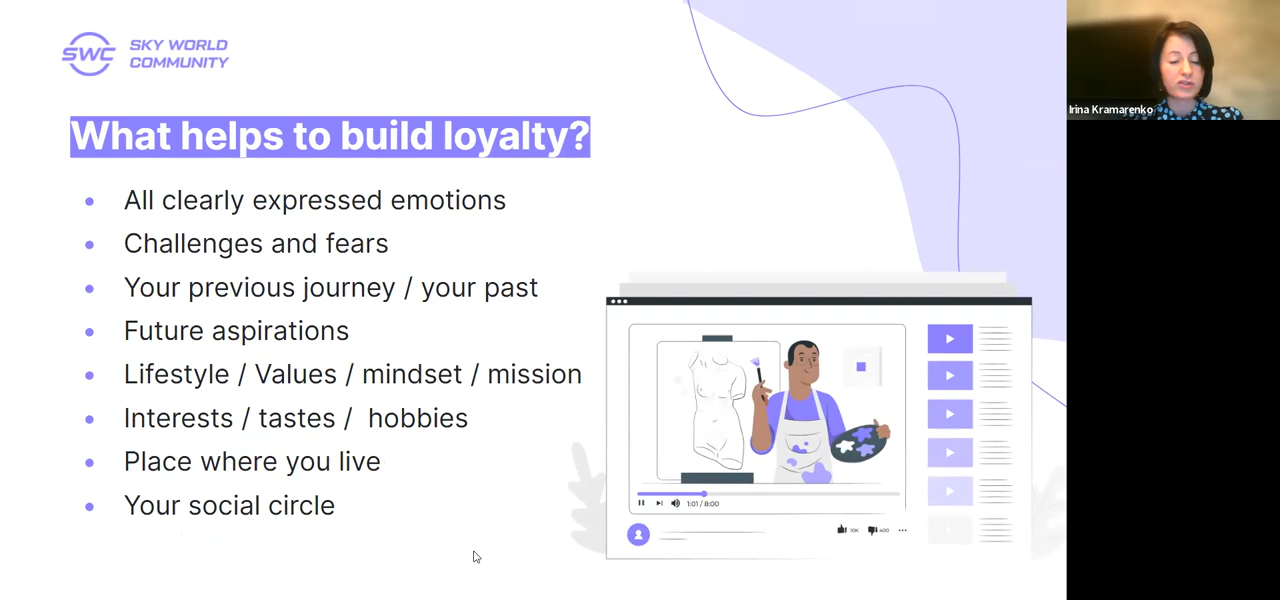 SWC
SKY WORLD
COMMUNITY
Irina Kramarenko
What helps to build loyalty?
• All clearly expressed emotions
• Challenges and fears
• Your previous journey / your past
• Future aspirations
• Lifestyle / Values / mindset / mission
• Interests / tastes / hobbies
• Place where you live
• Your social circle
1:01 / 8:00
10K
400